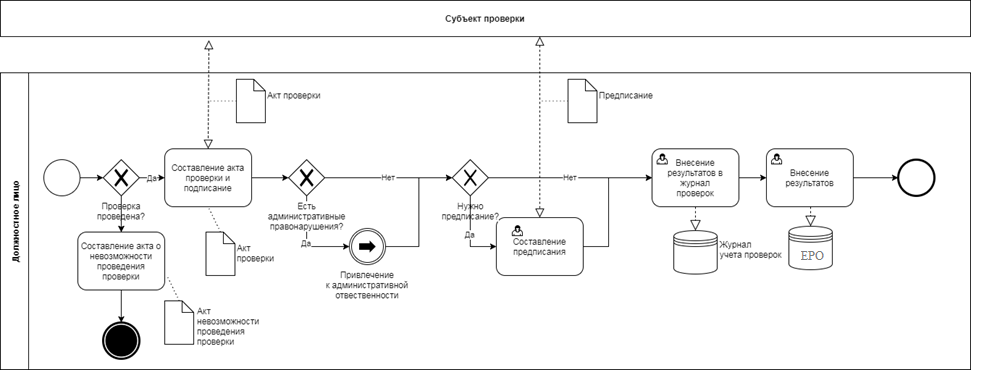 Субъект проверки
Должностное лицо
Акт проверки
Предписание
Да
Проверка
проведена?
Составление акта
проверки и
подписание
Есть
административные
правонарушения?
Нет
Да
Привлечение
к административной
отвественности
Нужно
предписание?
Нет
Да
Составление
предписания
Внесение
результатов в
журнал
проверок
Внесение
результатов
Журнал
учета проверок
ЕРО
Составление акта о
невозможности
проведения
проверки
Акт
проверки
Акт
невозможности
проведения
проверки